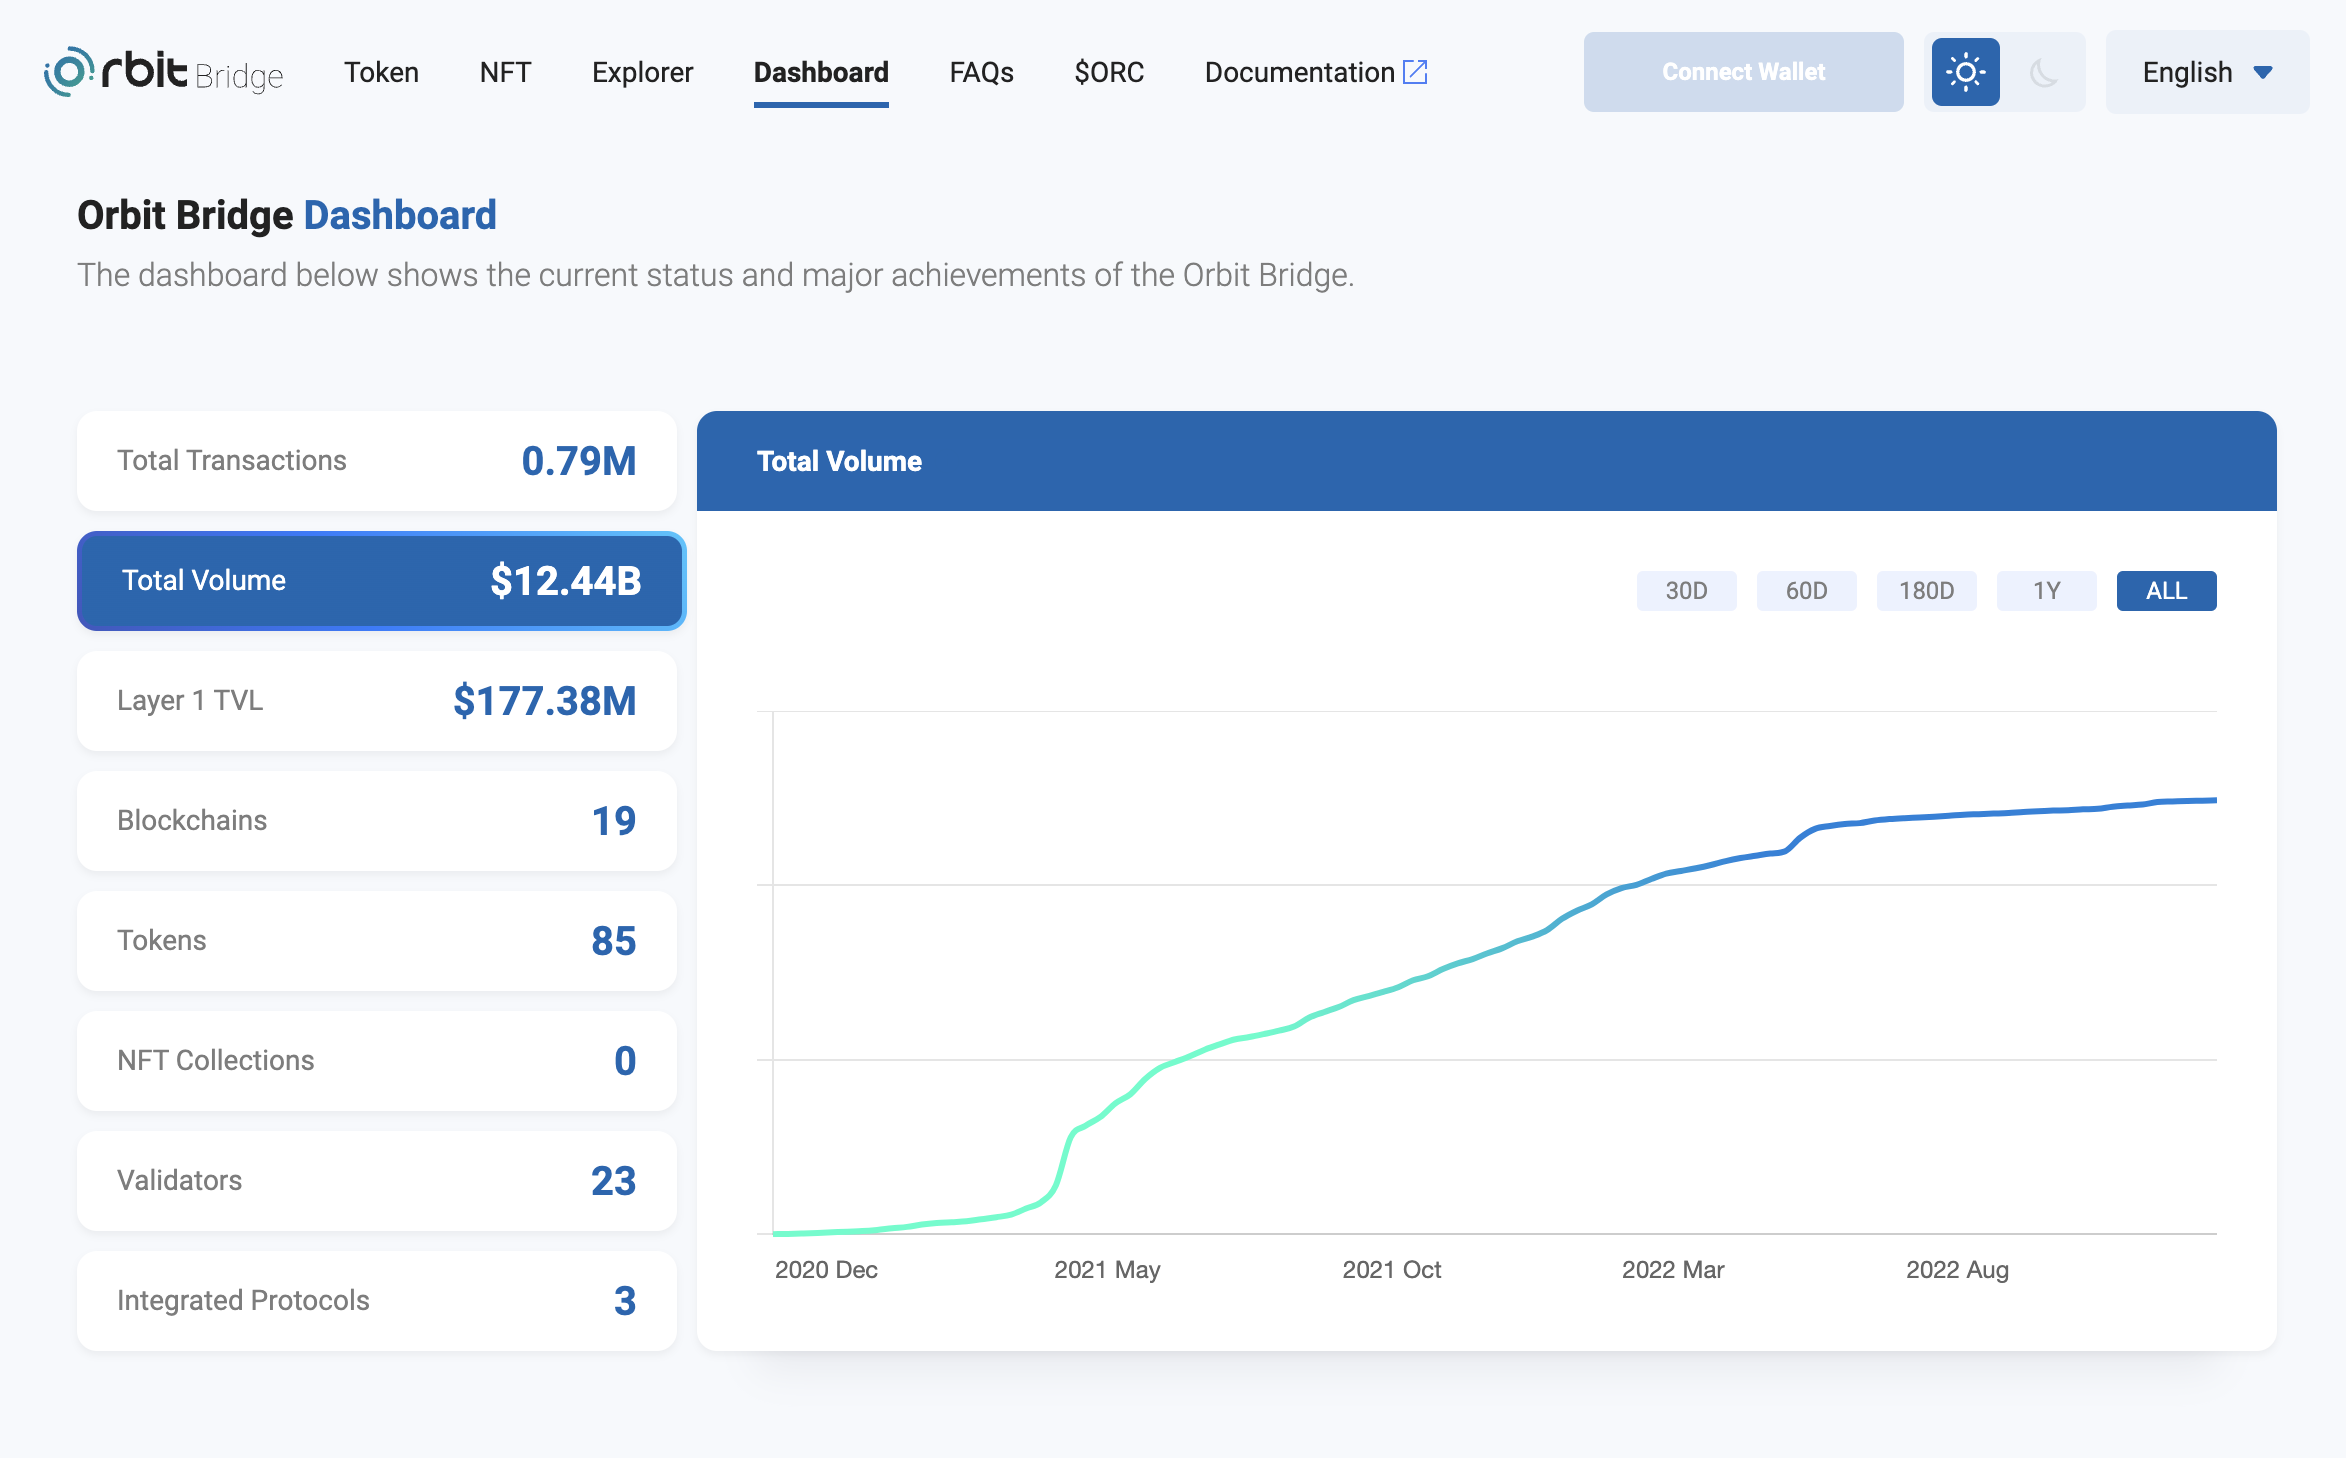 orbit Bridge
Token
NFT
Explorer
Dashboard
FAQs
$ORC
Documentation
Connect Wallet
English
Orbit Bridge Dashboard
The dashboard below shows the current status and major achievements of the Orbit Bridge.
Total Transactions 0.79M
Total Volume $12.44B
Layer 1 TVL $177.38M
Blockchains 19
Tokens 85
NFT Collections 0
Validators 23
Integrated Protocols 3
Total Volume
30D
60D
180D
1Y
ALL
2020 Dec
2021 May
2021 Oct
2022 Mar
2022 Aug